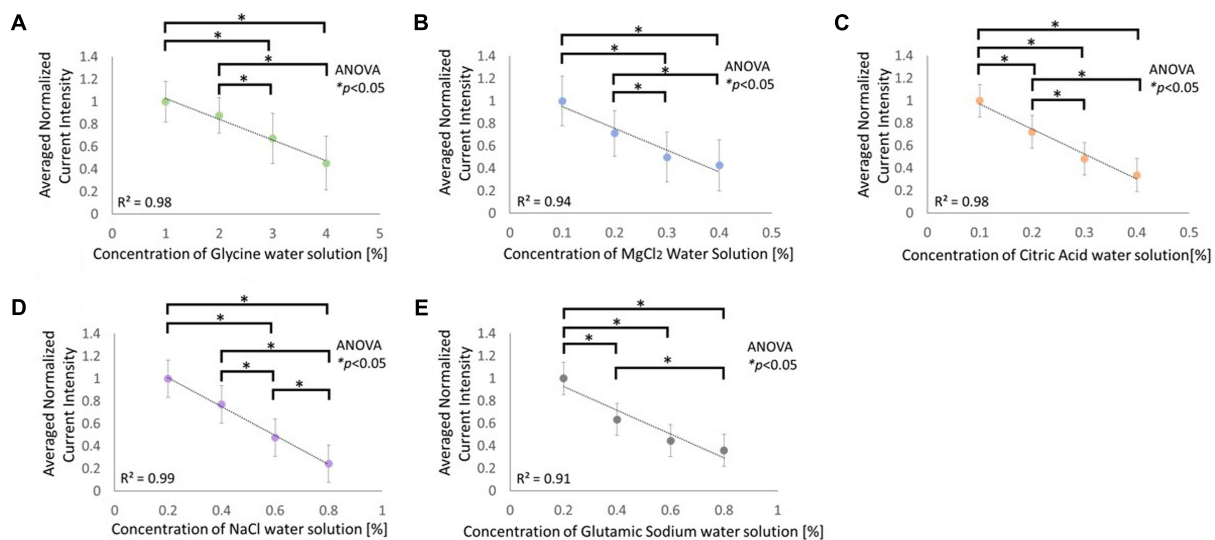 A
Averaged Normalized
Current Intensity
1.4
1.2
1
0.8
0.6
0.4
0.2
0
* * * *
ANOVA
*p<0.05
R² = 0.98
0 1 2 3 4 5
Concentration of Glycine water solution [%]
B
Averaged Normalized
Current Intensity
1.4
1.2
1
0.8
0.6
0.4
0.2
0
* * * *
ANOVA
*p<0.05
R² = 0.94
0 0.1 0.2 0.3 0.4 0.5
Concentration of MgCl₂ Water Solution [%]
C
Averaged Normalized
Current Intensity
1.4
1.2
1
0.8
0.6
0.4
0.2
0
* * * * *
ANOVA
*p<0.05
R² = 0.98
0 0.1 0.2 0.3 0.4 0.5
Concentration of Citric Acid water solution[%]
D
Averaged Normalized
Current Intensity
1.4
1.2
1
0.8
0.6
0.4
0.2
0
* * * * *
ANOVA
*p<0.05
R² = 0.99
0 0.2 0.4 0.6 0.8 1
Concentration of NaCl water solution [%]
E
Averaged Normalized
Current Intensity
1.4
1.2
1
0.8
0.6
0.4
0.2
0
* * * *
ANOVA
*p<0.05
R² = 0.91
0 0.2 0.4 0.6 0.8 1
Concentration of Glutamic Sodium water solution [%]